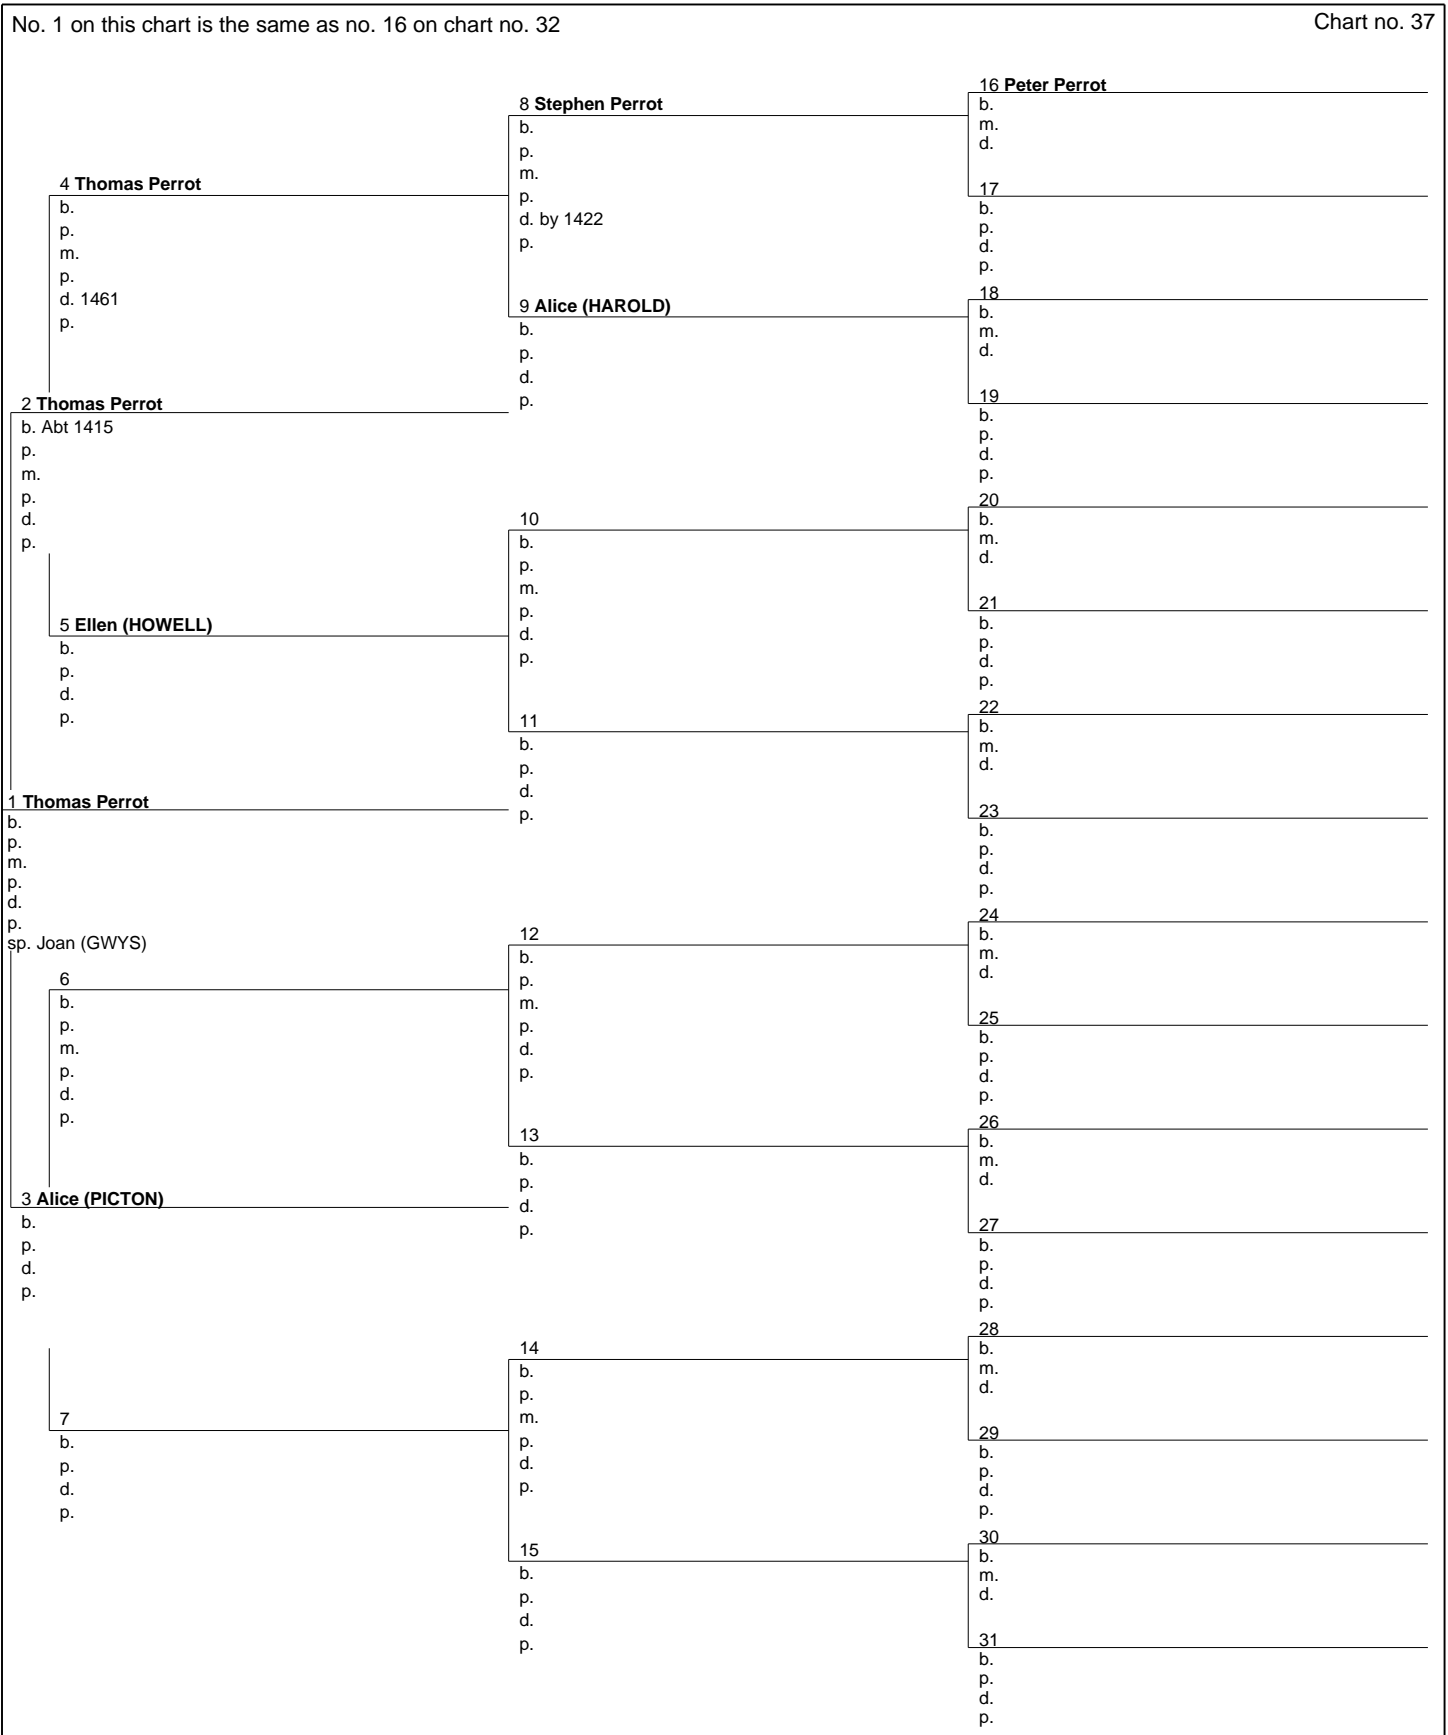 No. 1 on this chart is the same as no. 16 on chart no. 32
Chart no. 37
16 Peter Perrot
b.
m.
d.
8 Stephen Perrot
b.
p.
m.
p.
d. by 1422
p.
17
b.
p.
d.
p.
4 Thomas Perrot
b.
p.
m.
p.
d. 1461
p.
18
b.
m.
d.
9 Alice (HAROLD)
b.
p.
d.
p.
19
b.
p.
d.
p.
2 Thomas Perrot
b. Abt 1415
p.
m.
p.
d.
p.
20
b.
m.
d.
10
b.
p.
m.
p.
d.
p.
21
b.
p.
d.
p.
5 Ellen (HOWELL)
b.
p.
d.
p.
22
b.
m.
d.
11
b.
p.
d.
p.
23
b.
p.
d.
p.
1 Thomas Perrot
b.
p.
m.
p.
d.
p.
sp. Joan (GWYS)
24
b.
m.
d.
12
b.
p.
m.
p.
d.
p.
25
b.
p.
d.
p.
6
b.
p.
m.
p.
d.
p.
26
b.
m.
d.
13
b.
p.
d.
p.
27
b.
p.
d.
p.
3 Alice (PICTON)
b.
p.
d.
p.
28
b.
m.
d.
14
b.
p.
m.
p.
d.
p.
29
b.
p.
d.
p.
7
b.
p.
d.
p.
30
b.
m.
d.
15
b.
p.
d.
p.
31
b.
p.
d.
p.